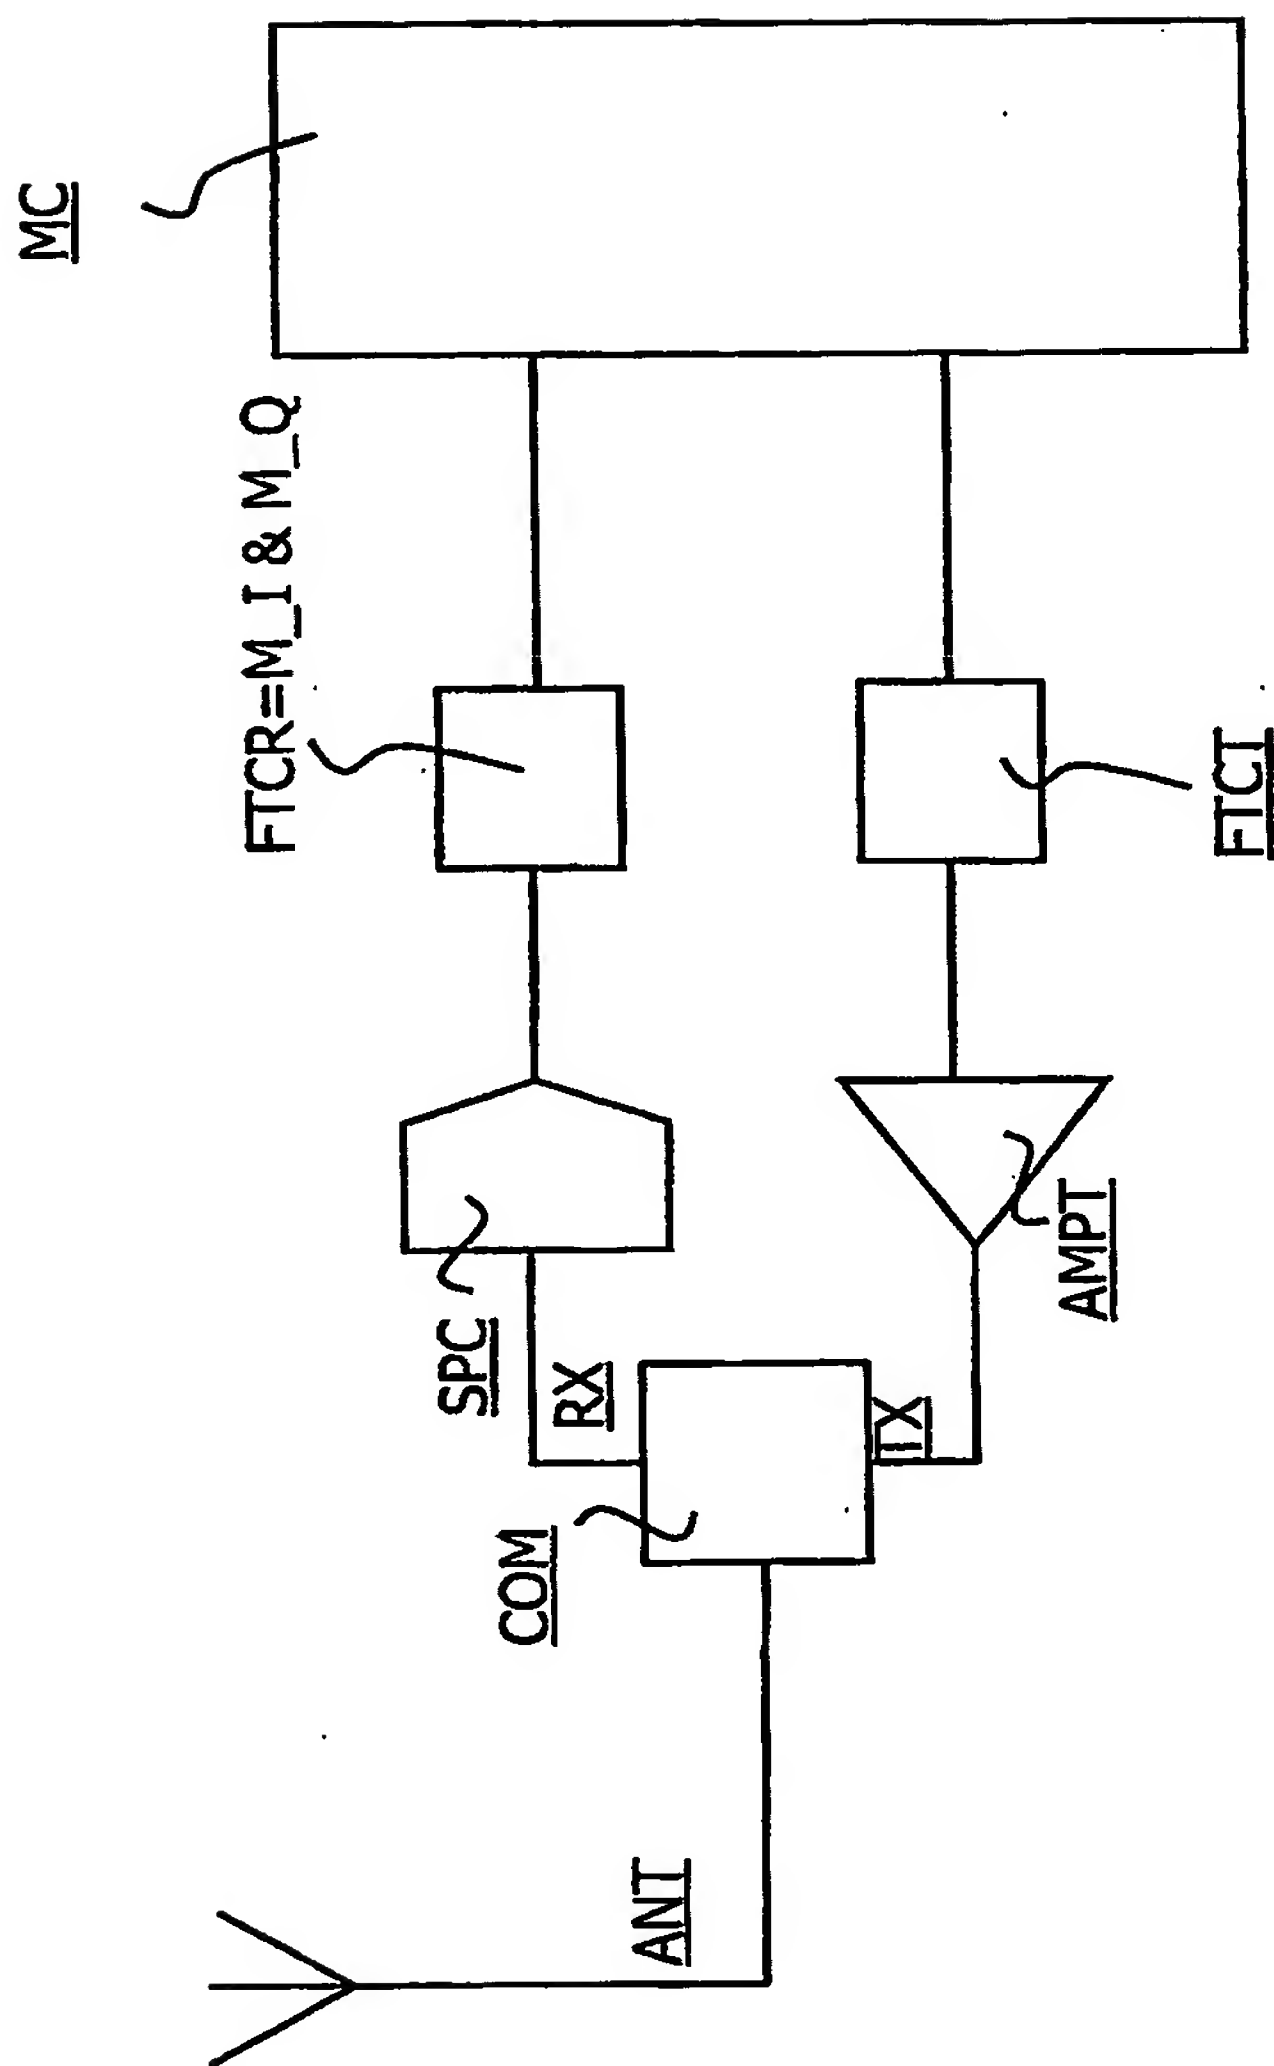 MC
FTCR=M_I & M_Q
FTCT
SPC
RX
AMPT
TX
COM
ANT